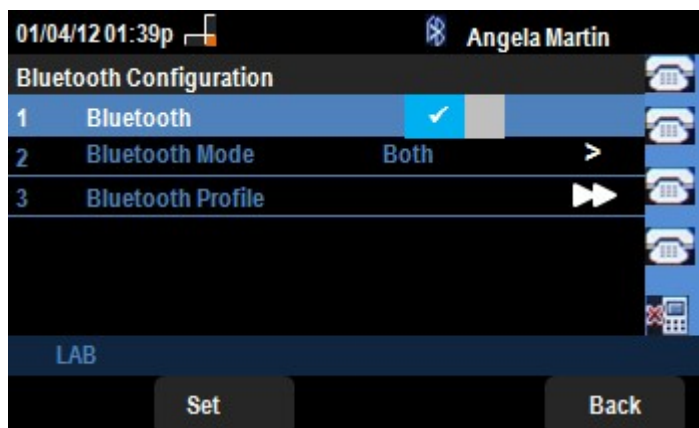 01/04/12 01:39p Angela Martin
Bluetooth Configuration
1 Bluetooth
2 Bluetooth Mode Both >
3 Bluetooth Profile
LAB
Set Back